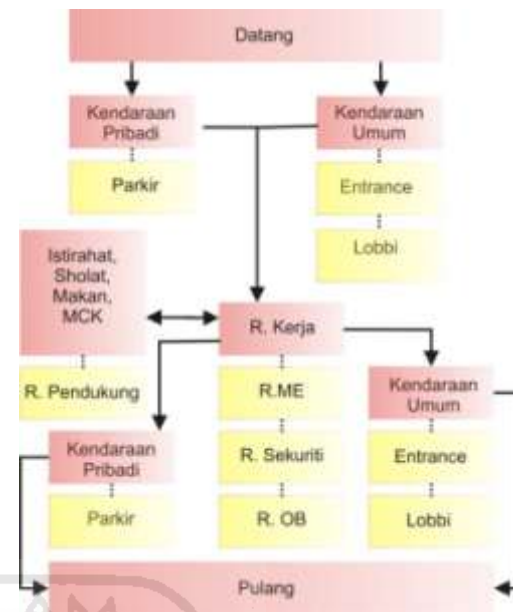 Datang
Kendaraan
Pribadi
Kendaraan
Umum
Parkir
Entrance
Lobbi
Istirahat,
Sholat,
Makan,
MCK
R. Kerja
R. Pendukung
R.ME
Kendaraan
Umum
Kendaraan
Pribadi
R. Sekuriti
Entrance
Parkir
R. OB
Lobbi
Pulang